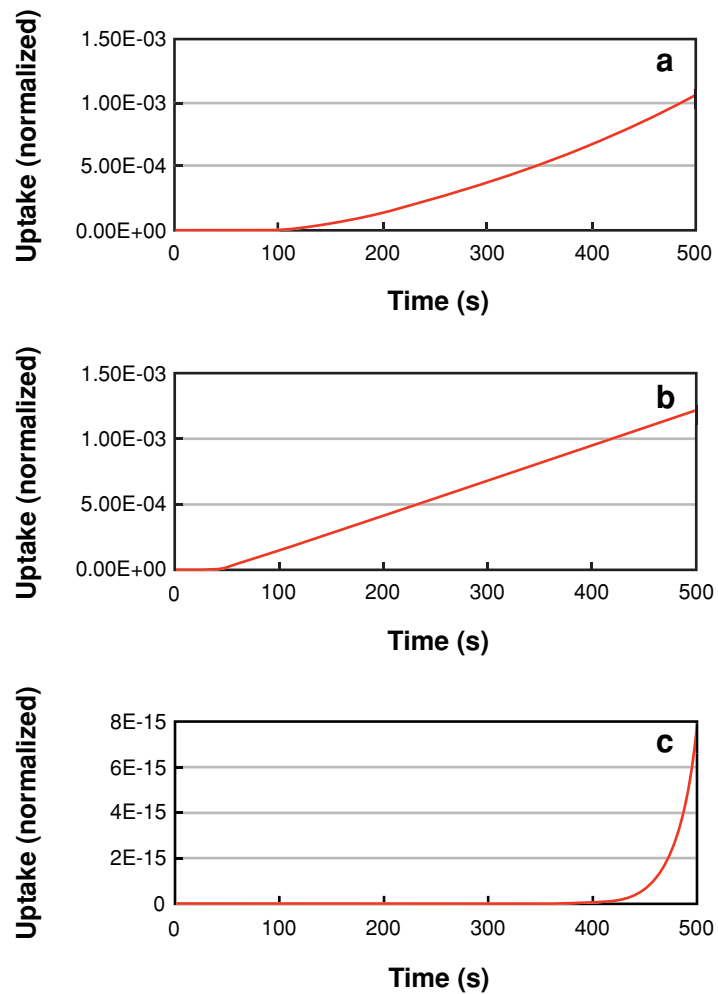 Uptake (normalized)
1.50E-03
1.00E-03
5.00E-04
0.00E+00
a
0 100 200 300 400 500
Time (s)
Uptake (normalized)
1.50E-03
1.00E-03
5.00E-04
0.00E+00
b
0 100 200 300 400 500
Time (s)
Uptake (normalized)
8E-15
6E-15
4E-15
2E-15
0
c
0 100 200 300 400 500
Time (s)